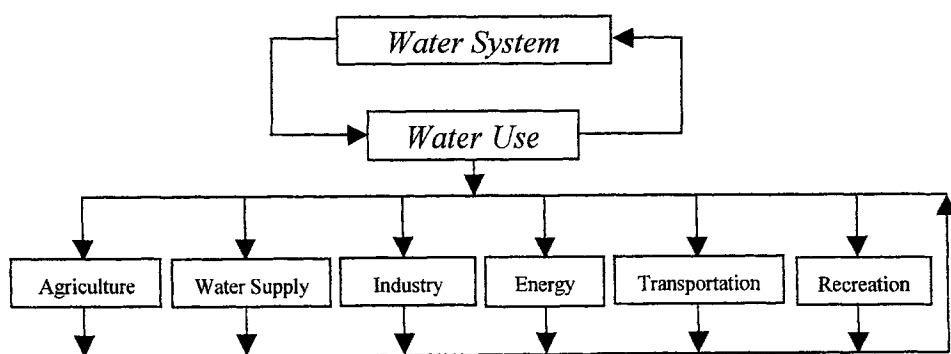 Water System
Water Use
Agriculture Water Supply Industry Energy Transportation Recreation